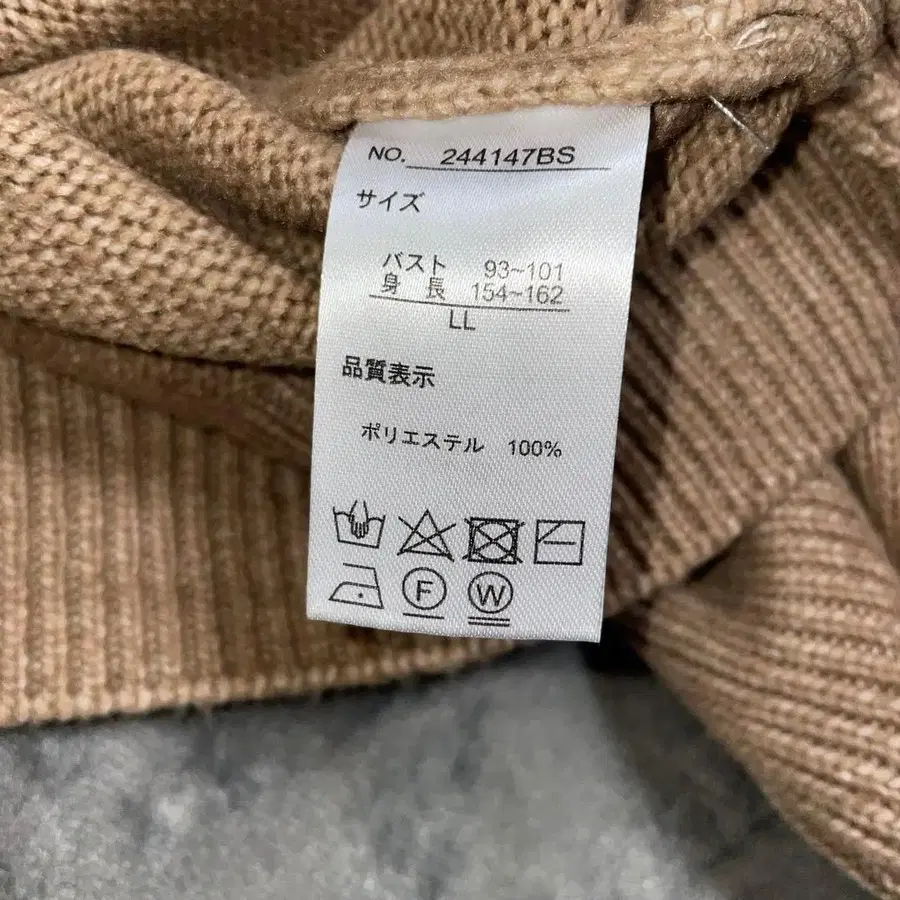 NO. 244147BS
サイズ
バスト 93~101
身長 154~162
LL
品質表示
ポリエステル 100%
F W